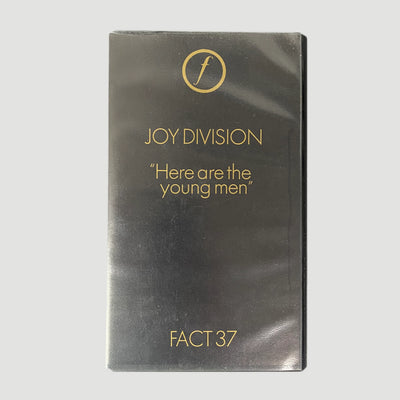 f
JOY DIVISION
"Here are the
young men"
FACT 37